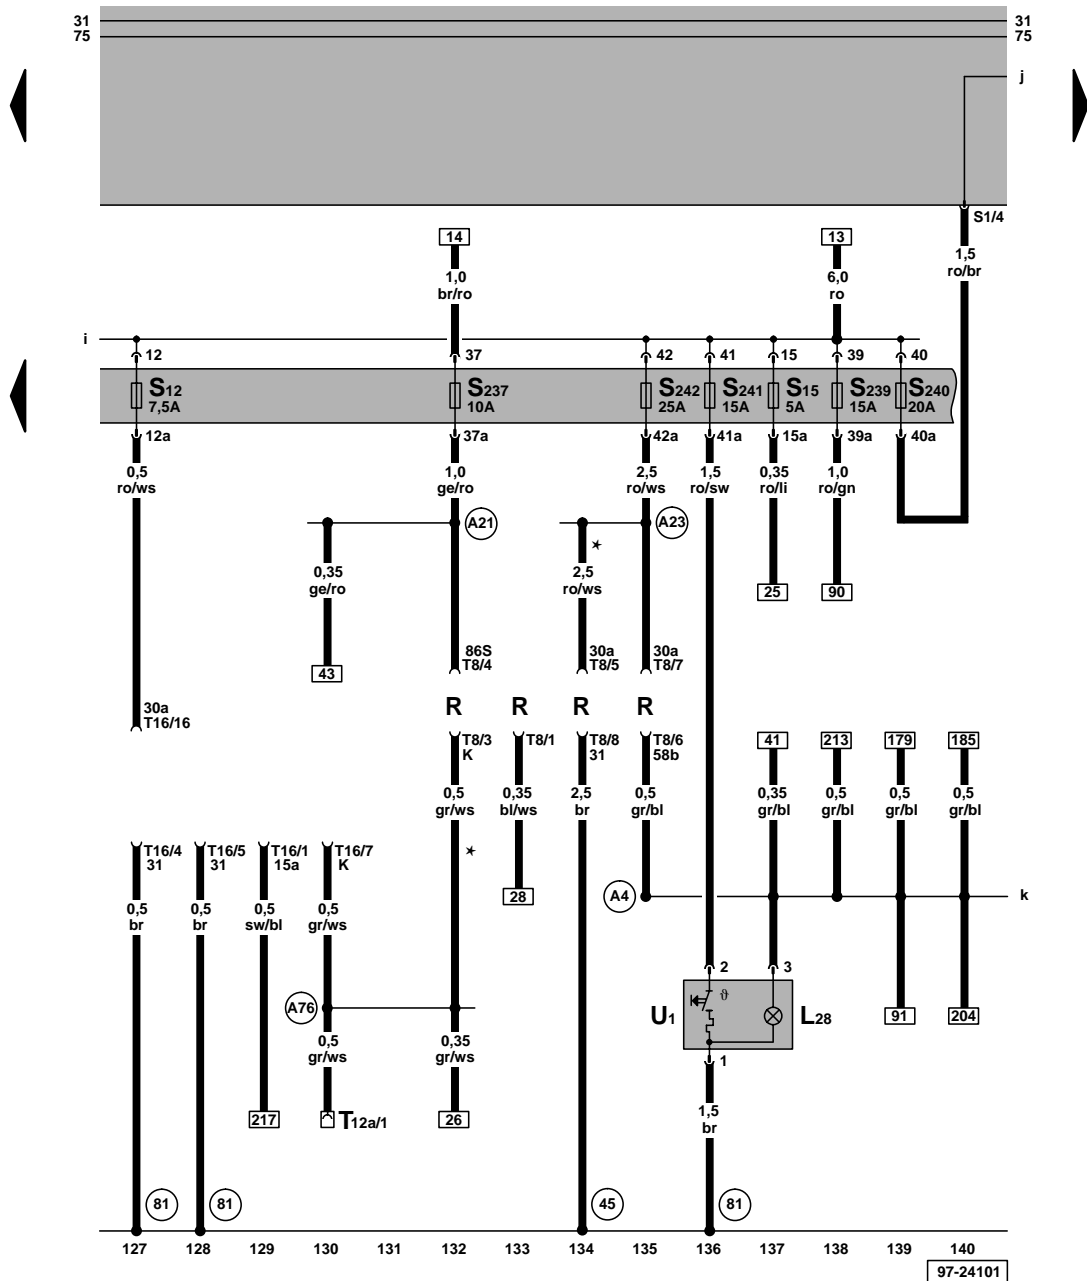 31 31
75 75
j
S1/4
14 13
1,5
ro/br
1,0
br/ro
6,0
ro
i
12 37 42 41 15 39 40
S12 S237 S242 S241 S15 S239 S240
7,5A 10A 25A 15A 5A 15A 20A
12a 37a 42a 41a 15a 39a 40a
0,5 1,0 2,5 1,5 0,35 1,0
ro/ws ge/ro ro/ws ro/sw ro/li ro/gn
A21 A23
★
0,35 2,5
ge/ro ro/ws
25 90
86S 30a 30a
T8/4 T8/5 T8/7
43
30a
T16/16
R R R R
T8/3 T8/1 T8/8 T8/6
K 31 58b
41 213 179 185
0,5 0,35 2,5 0,5 0,35 0,5 0,5 0,5
gr/ws bl/ws br gr/bl gr/bl gr/bl gr/bl gr/bl
★
T16/4 T16/5 T16/1 T16/7
31 31 15a K
28 A4 k
0,5 0,5 0,5 0,5
br br sw/bl gr/ws
2 3
ϑ
A76 U1 L28 91 204
0,5 0,35
gr/ws gr/ws
1
217 T12a/1 26
1,5
br
81 81 45 81
127 128 129 130 131 132 133 134 135 136 137 138 139 140
97-24101